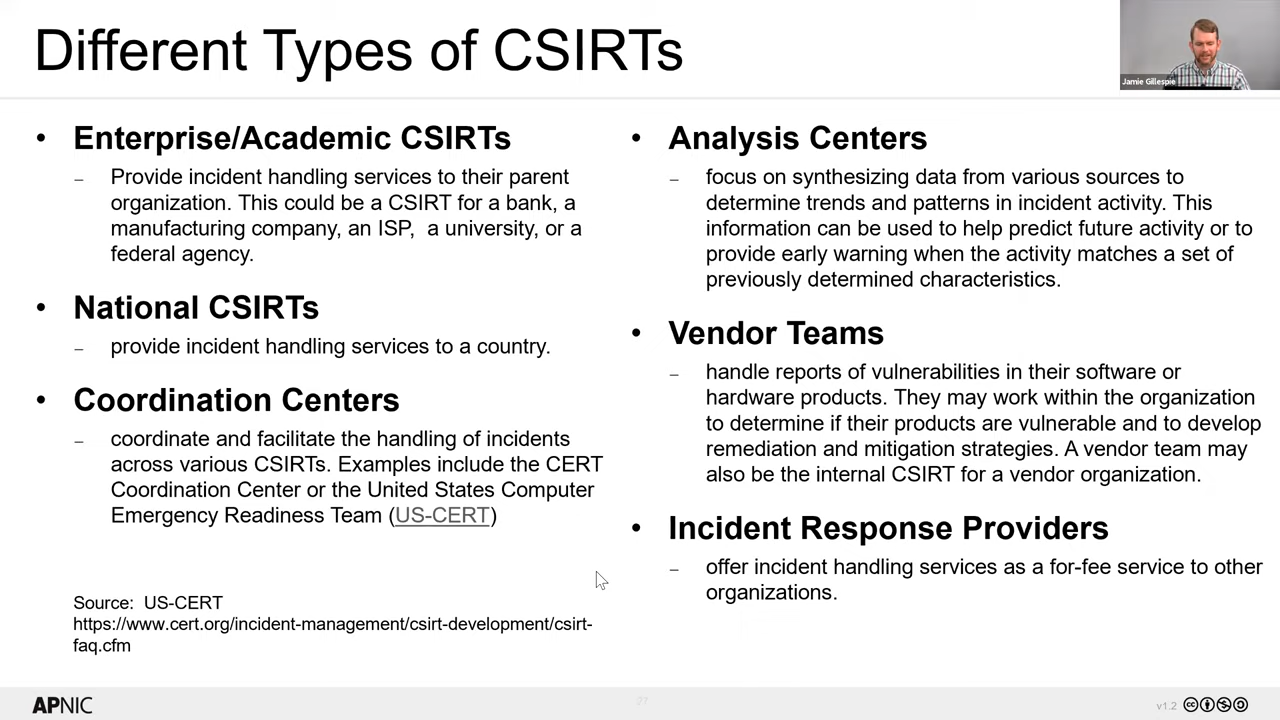 Different Types of CSIRTs
Jamie Gillespie
• Enterprise/Academic CSIRTs
– Provide incident handling services to their parent
organization. This could be a CSIRT for a bank, a
manufacturing company, an ISP,  a university, or a
federal agency.
• National CSIRTs
– provide incident handling services to a country.
• Coordination Centers
– coordinate and facilitate the handling of incidents
across various CSIRTs. Examples include the CERT
Coordination Center or the United States Computer
Emergency Readiness Team (US-CERT)
Source:  US-CERT
https://www.cert.org/incident-management/csirt-development/csirt-
faq.cfm
• Analysis Centers
– focus on synthesizing data from various sources to
determine trends and patterns in incident activity. This
information can be used to help predict future activity or to
provide early warning when the activity matches a set of
previously determined characteristics.
• Vendor Teams
– handle reports of vulnerabilities in their software or
hardware products. They may work within the organization
to determine if their products are vulnerable and to develop
remediation and mitigation strategies. A vendor team may
also be the internal CSIRT for a vendor organization.
• Incident Response Providers
– offer incident handling services as a for-fee service to other
organizations.
APNIC
27
v1.2